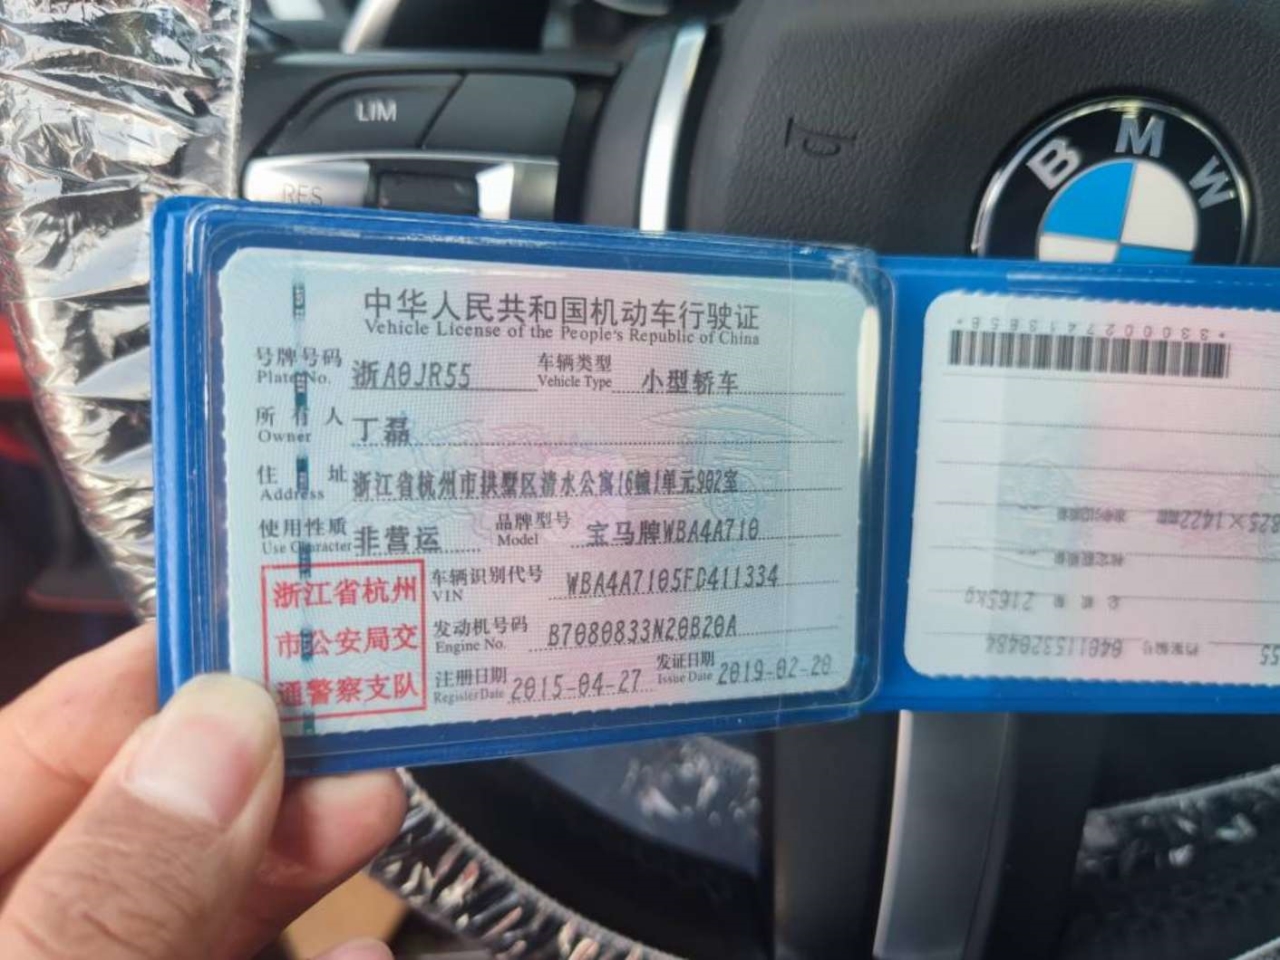 LIM
RES
BMW
中华人民共和国机动车行驶证
Vehicle License of the People's Republic of China
号牌号码 浙A0JR55 车辆类型 小型轿车
Plate No. Vehicle Type
所有人 丁磊
Owner
住址 浙江省杭州市拱墅区清水公寓16幢1单元902室
Address
使用性质 非营运 品牌型号 宝马牌WBA4A710
Use Character Model
浙江省杭州
市公安局交
通警察支队
车辆识别代号 WBA4A7105FD411334
VIN
发动机号码 B7080833N20B20A
Engine No.
注册日期 2015-04-27 发证日期 2019-02-20
Register Date Issue Date
2165kg